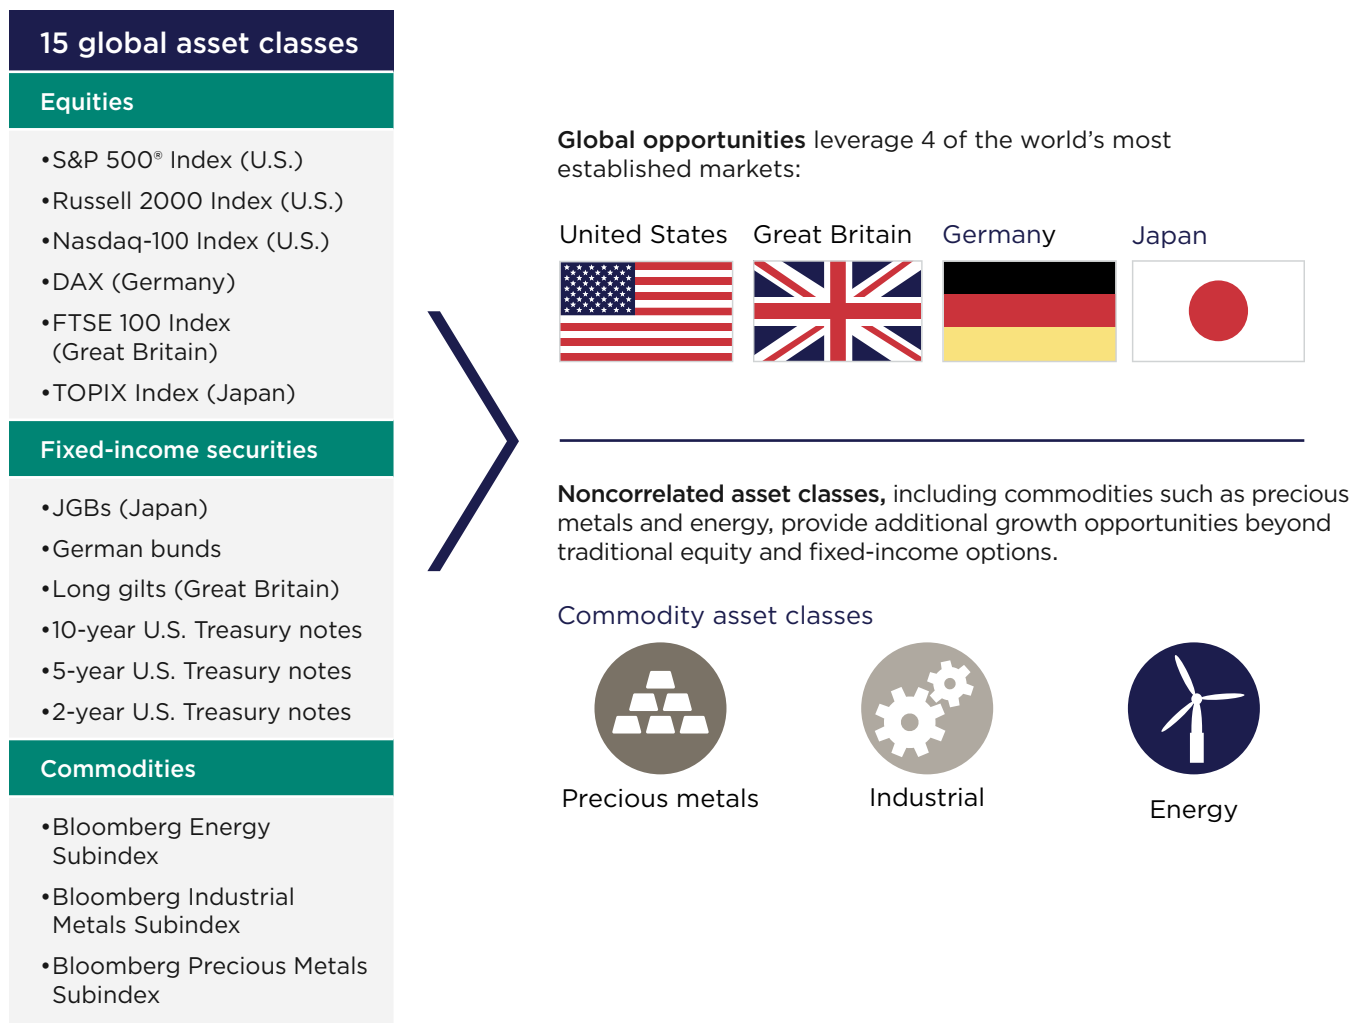 15 global asset classes
Equities
•S&P 500® Index (U.S.)
•Russell 2000 Index (U.S.)
•Nasdaq-100 Index (U.S.)
•DAX (Germany)
•FTSE 100 Index
(Great Britain)
•TOPIX Index (Japan)
Fixed-income securities
•JGBs (Japan)
•German bunds
•Long gilts (Great Britain)
•10-year U.S. Treasury notes
•5-year U.S. Treasury notes
•2-year U.S. Treasury notes
Commodities
•Bloomberg Energy
Subindex
•Bloomberg Industrial
Metals Subindex
•Bloomberg Precious Metals
Subindex
Global opportunities leverage 4 of the world’s most
established markets:
United States Great Britain Germany Japan
Noncorrelated asset classes, including commodities such as precious
metals and energy, provide additional growth opportunities beyond
traditional equity and fixed-income options.
Commodity asset classes
Precious metals Industrial Energy